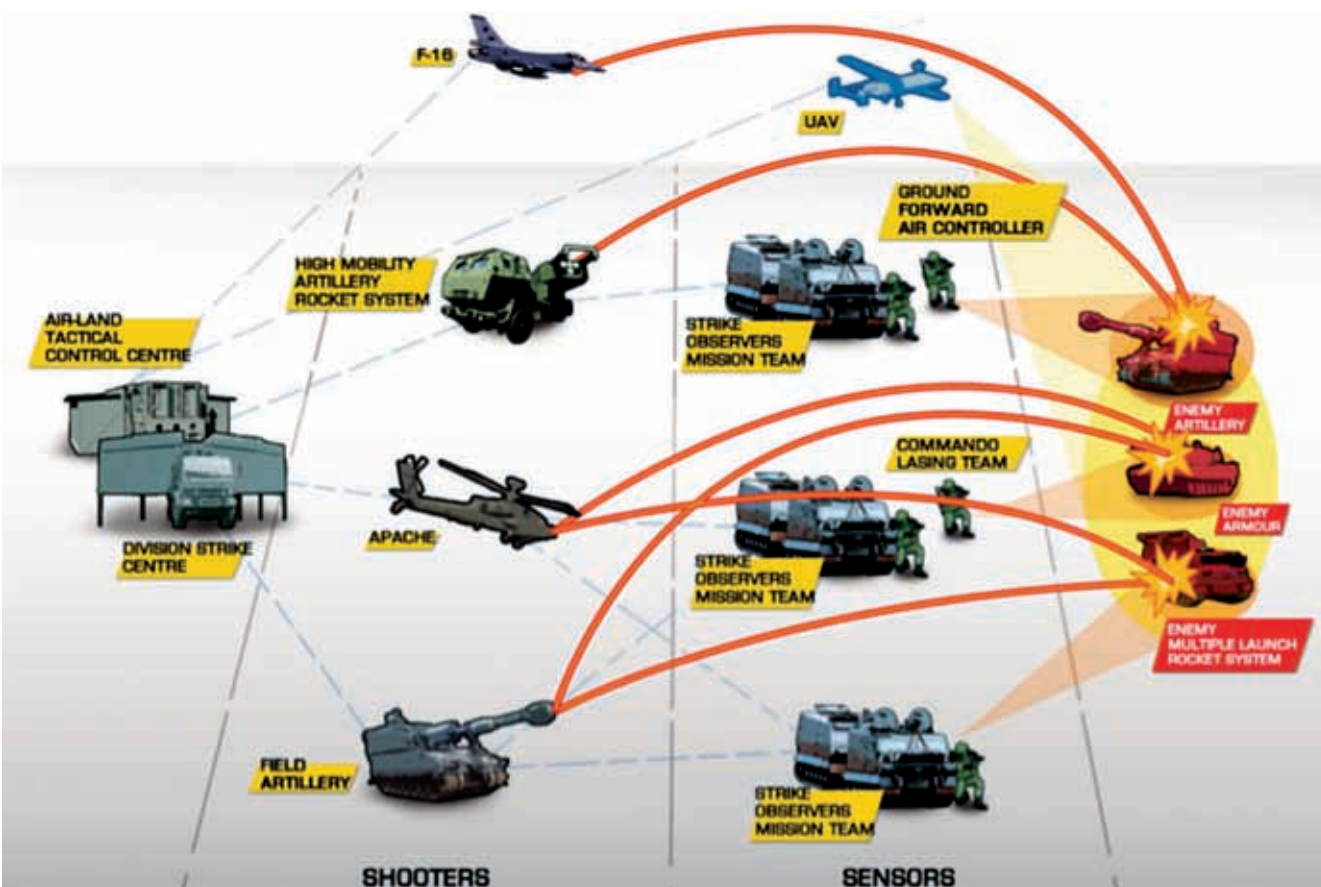 F-16
UAV
GROUND
FORWARD
AIR CONTROLLER
HIGH MOBILITY
ARTILLERY
ROCKET SYSTEM
AIR-LAND
TACTICAL
CONTROL CENTRE
STRIKE
OBSERVERS
MISSION TEAM
ENEMY
ARTILLERY
COMMANDO
LASING TEAM
ENEMY
ARMOUR
APACHE
DIVISION STRIKE
CENTRE
STRIKE
OBSERVERS
MISSION TEAM
ENEMY
MULTIPLE LAUNCH
ROCKET SYSTEM
FIELD
ARTILLERY
STRIKE
OBSERVERS
MISSION TEAM
SHOOTERS
SENSORS